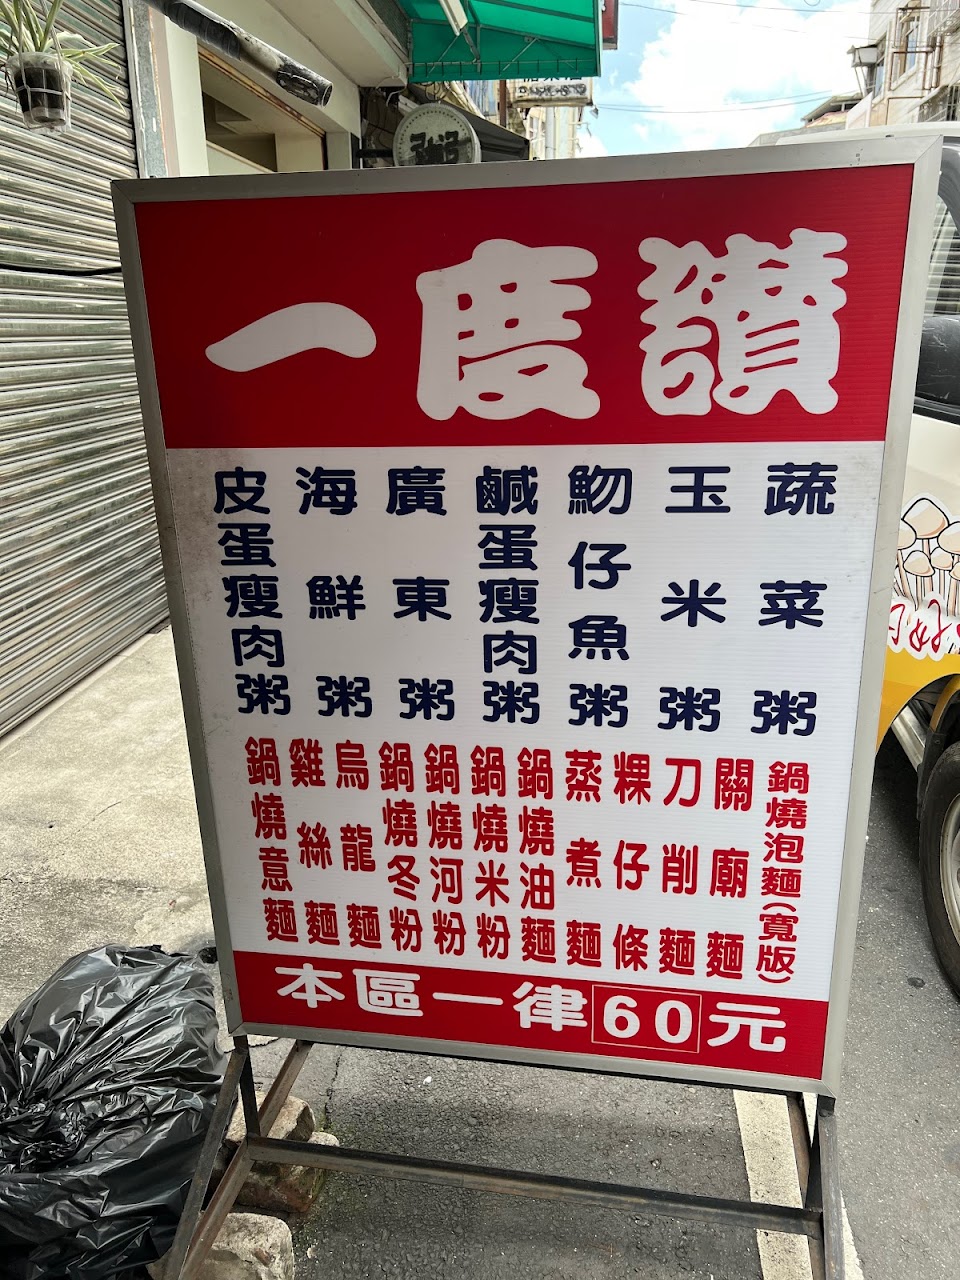 一度讚
皮蛋瘦肉粥
海鮮粥
廣東粥
鹹蛋瘦肉粥
魩仔魚粥
玉米粥
蔬菜粥
鍋燒意麵
雞絲麵
烏龍麵
鍋燒冬粉
鍋燒河粉
鍋燒米粉
鍋燒油麵
蒸煮麵
粿仔條
刀削麵
關廟麵
鍋燒泡麵(寬版)
本區一律60元